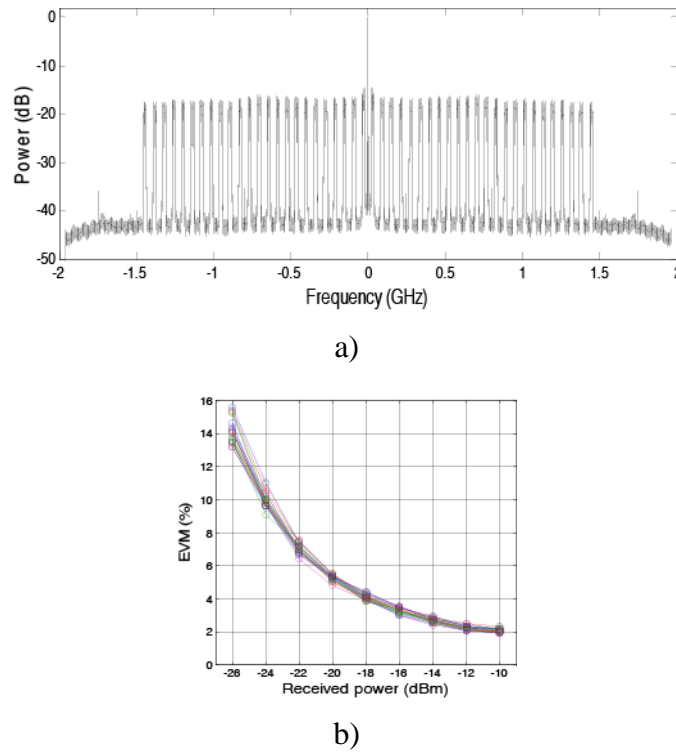 0
-10
-20
-30
-40
-50
Power (dB)
-2 -1.5 -1 -0.5 0 0.5 1 1.5 2
Frequency (GHz)
a)
16
14
12
10
8
6
4
2
0
EVM (%)
-26 -24 -22 -20 -18 -16 -14 -12 -10
Received power (dBm)
b)